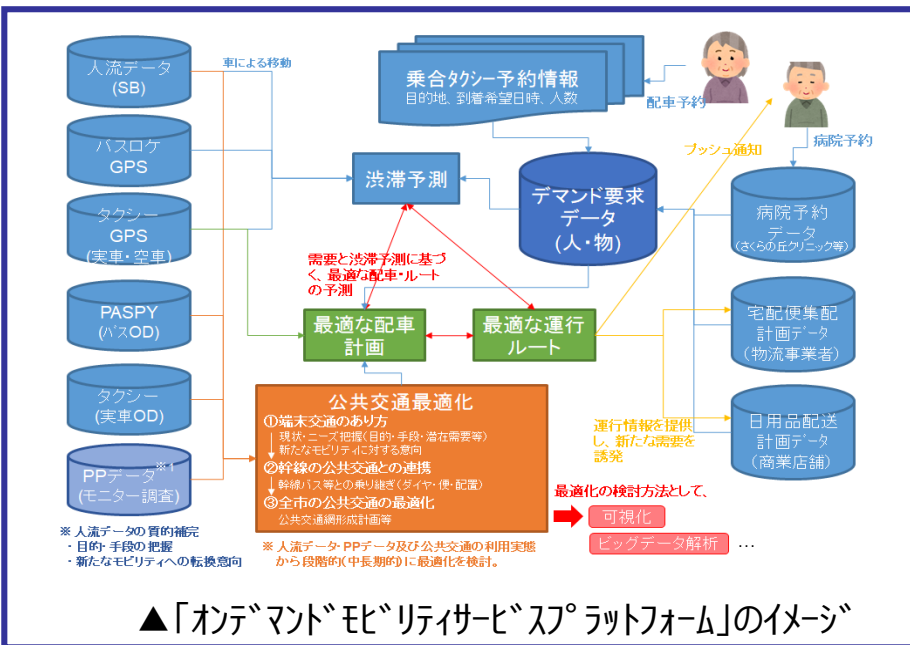 人流データ
(SB)
バスロケ
GPS
タクシー
GPS
(実車・空車)
PASPY
(バスOD)
タクシー
(実車OD)
PPデータ※1
(モニター調査)
※ 人流データの質的補完
・目的・手段の把握
・新たなモビリティへの転換意向
車による移動
乗合タクシー予約情報
目的地、到着希望日時、人数
配車予約
病院予約
プッシュ通知
渋滞予測
デマンド要求
データ
(人・物)
病院予約
データ
(さくらの丘クリニック等)
需要と渋滞予測に基づ
く、最適な配車・ルート
の予測
最適な配車
計画
最適な運行
ルート
宅配便集配
計画データ
(物流事業者)
日用品配送
計画データ
(商業店舗)
運行情報を提供
し、新たな需要を
誘発
公共交通最適化
①端末交通のあり方
現状・ニーズ把握(目的・手段・潜在需要等)
新たなモビリティに対する意向
②幹線の公共交通との連携
幹線バス等との乗り継ぎ(ダイヤ・便・配置)
③全市の公共交通の最適化
公共交通網形成計画等
※ 人流データ・PPデータ及び公共交通の利用実態
から段階的(中長期的)に最適化を検討。
最適化の検討方法として、
可視化
ビッグデータ解析 …
▲「オンデマンドモビリティサービスプラットフォーム」のイメージ